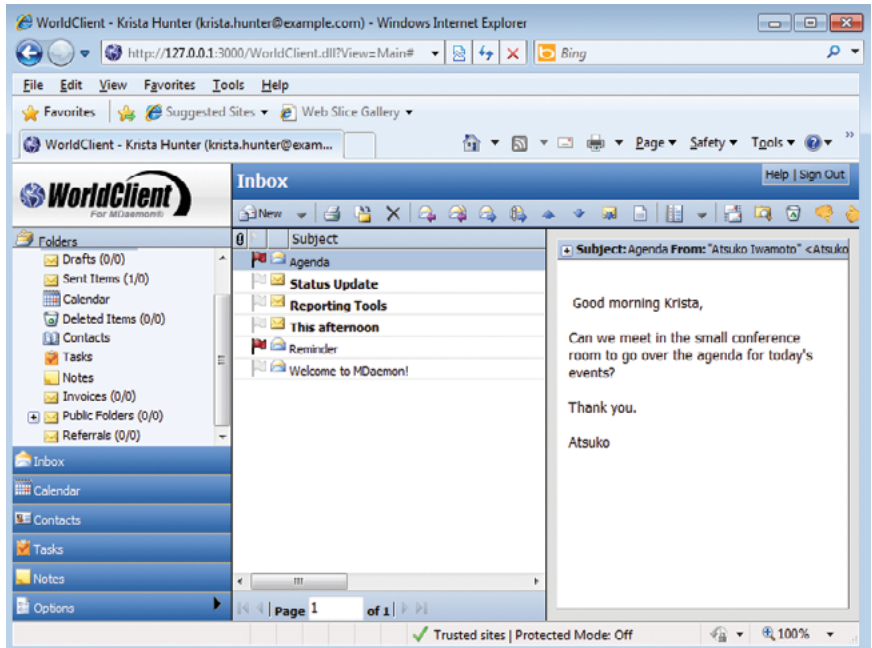 WorldClient - Krista Hunter (krista.hunter@example.com) - Windows Internet Explorer
http://127.0.0.1:3000/WorldClient.dll?View=Main#
Bing
File Edit View Favorites Tools Help
Favorites Suggested Sites Web Slice Gallery
WorldClient - Krista Hunter (krista.hunter@exam... Page Safety Tools
WorldClient
For MDaemon®
Inbox
Help | Sign Out
New
Folders
Drafts (0/0)
Sent Items (1/0)
Calendar
Deleted Items (0/0)
Contacts
Tasks
Notes
Invoices (0/0)
Public Folders (0/0)
Referrals (0/0)
Inbox
Calendar
Contacts
Tasks
Notes
Options
Subject
Agenda
Status Update
Reporting Tools
This afternoon
Reminder
Welcome to MDaemon!
Page 1 of 1
Subject: Agenda From: "Atsuko Iwamoto" <Atsuko
Good morning Krista,
Can we meet in the small conference
room to go over the agenda for today's
events?
Thank you.
Atsuko
Trusted sites | Protected Mode: Off
100%